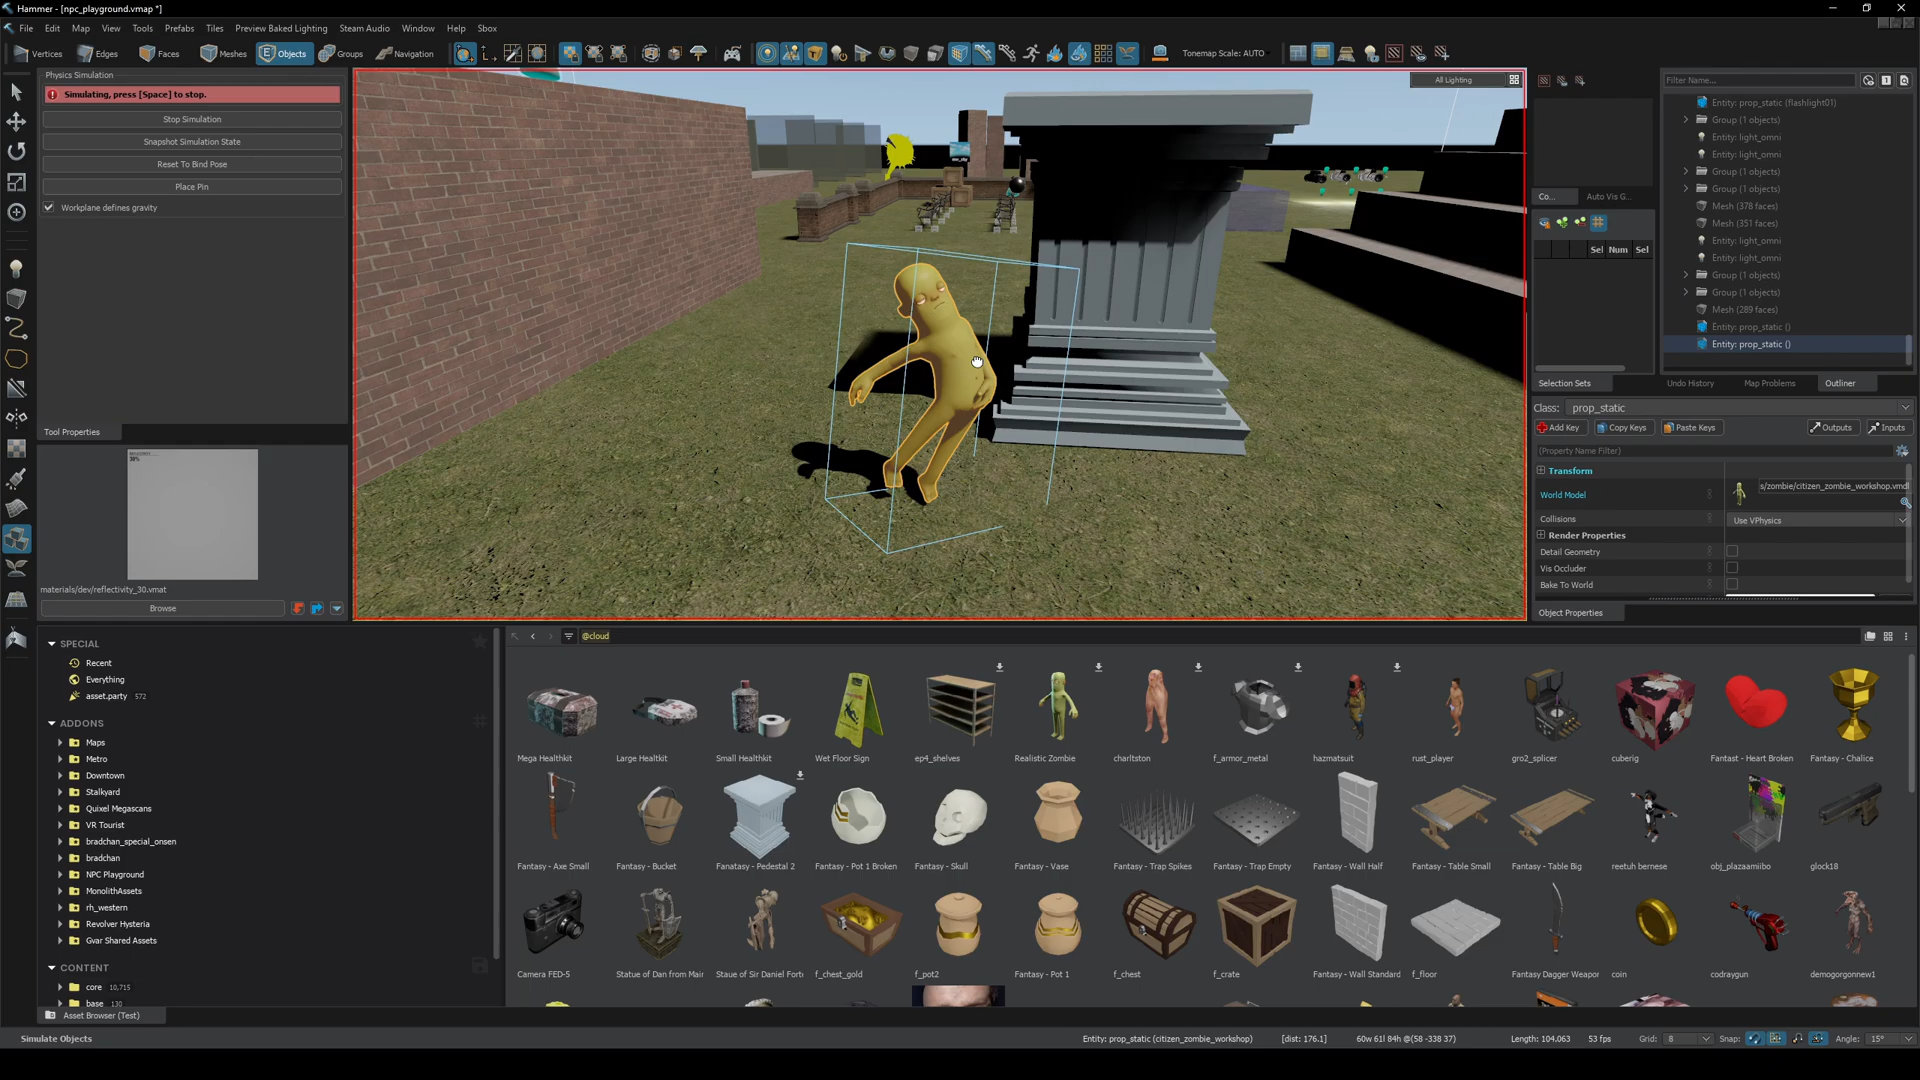 Hammer - [npc_playground.vmap *]
File Edit Map View Tools Prefabs Tiles Preview Baked Lighting Steam Audio Window Help Sbox
Vertices Edges Faces Meshes Objects Groups Navigation Tonemap Scale: AUTO
Physics Simulation
Simulating, press [Space] to stop.
Stop Simulation
Snapshot Simulation State
Reset To Bind Pose
Place Pin
Workplane defines gravity
Tool Properties
30%
materials/dev/reflectivity_30.vmat
Browse
All Lighting
Co... Auto Vis G...
Sel Num Sel
Selection Sets
Filter Name...
Entity: prop_static (flashlight01)
Group (1 objects)
Entity: light_omni
Entity: light_omni
Group (1 objects)
Group (1 objects)
Mesh (378 faces)
Mesh (351 faces)
Entity: light_omni
Entity: light_omni
Group (1 objects)
Group (1 objects)
Mesh (289 faces)
Entity: prop_static ()
Entity: prop_static ()
Undo History Map Problems Outliner
Class: prop_static
Add Key Copy Keys Paste Keys Outputs Inputs
(Property Name Filter)
Transform
World Model s/zombie/citizen_zombie_workshop.vmdl
Collisions Use VPhysics
Render Properties
Detail Geometry
Vis Occluder
Bake To World
Object Properties
SPECIAL
Recent
Everything
asset.party 572
ADDONS
Maps
Metro
Downtown
Stalkyard
Quixel Megascans
VR Tourist
bradchan_special_onsen
bradchan
NPC Playground
MonolithAssets
rh_western
Revolver Hysteria
Gvar Shared Assets
CONTENT
core 10,715
base 130
Asset Browser (Test)
@cloud
Mega Healthkit Large Healthkit Small Healthkit Wet Floor Sign ep4_shelves Realistic Zombie charltston f_armor_metal hazmatsuit rust_player gro2_splicer cuberig Fantast - Heart Broken Fantasy - Chalice
Fantasy - Axe Small Fantasy - Bucket Fanatasy - Pedestal 2 Fantasy - Pot 1 Broken Fantasy - Skull Fantasy - Vase Fantasy - Trap Spikes Fantasy - Trap Empty Fantasy - Wall Half Fantasy - Table Small Fantasy - Table Big reetuh bernese obj_plazaamiibo glock18
Camera FED-5 Statue of Dan from Mair Staue of Sir Daniel Forte f_chest_gold f_pot2 Fantasy - Pot 1 f_chest f_crate Fantasy - Wall Standard f_floor Fantasy Dagger Weapor coin codraygun demogorgonnew1
Simulate Objects Entity: prop_static (citizen_zombie_workshop) [dist: 176.1] 60w 61l 84h @(58 -338 37) Length: 104.063 53 fps Grid: 8 Snap: Angle: 15°